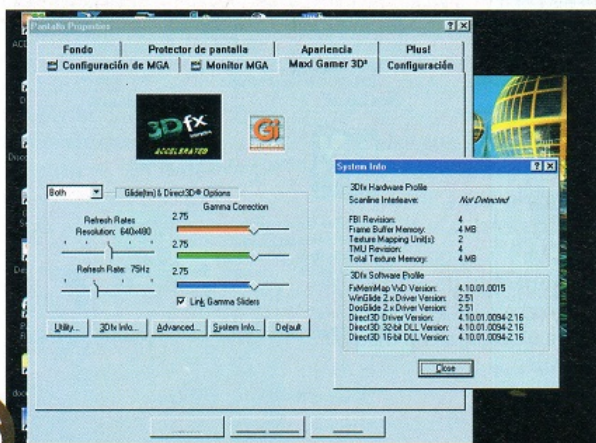 Pantalla Properties
Fondo
Protector de pantalla
Apariencia
Plus!
Configuración de MGA
Monitor MGA
Maxi Gamer 3D²
Configuración
3Dfx
ACCELERATED
Gi
Both
Glide(tm) & Direct3D® Options
Refresh Rates
Resolution: 640x480
Refresh Rate: 75Hz
Gamma Correction
2.75
2.75
2.75
Link Gamma Sliders
Utility...
3Dfx Info...
Advanced...
System Info...
Default
System Info
3Dfx Hardware Profile
Scanline Interleave: Not Detected
FBI Revision: 4
Frame Buffer Memory: 4 MB
Texture Mapping Unit(s): 2
TMU Revision: 4
Total Texture Memory: 4 MB
3Dfx Software Profile
FxMemMap VxD Version: 4.10.01.0015
WinGlide 2.x Driver Version: 2.51
DosGlide 2.x Driver Version: 2.51
Direct3D Driver Version: 4.10.01.0094-2.16
Direct3D 32-bit DLL Version: 4.10.01.0094-2.16
Direct3D 16-bit DLL Version: 4.10.01.0094-2.16
Close